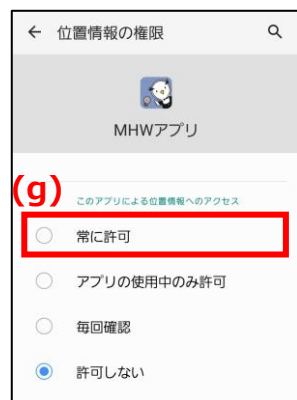 位置情報の権限
MHWアプリ
(g)
このアプリによる位置情報へのアクセス
常に許可
アプリの使用中のみ許可
毎回確認
許可しない